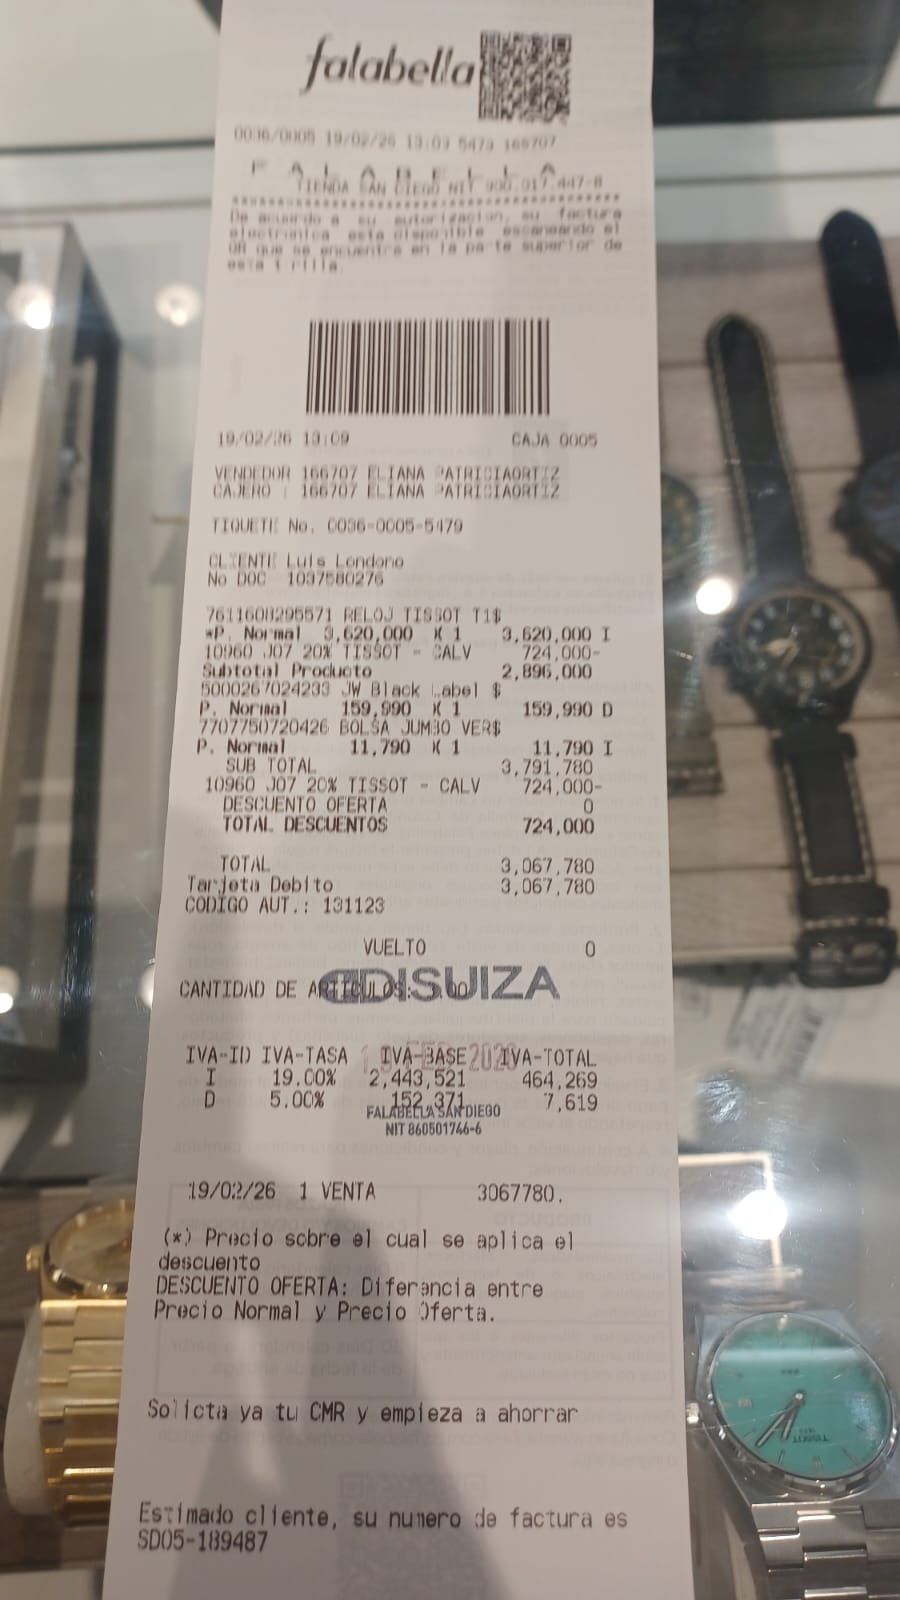 falabella
0036/0005 19/02/26 13:09 5479 166707
F A L A B E L L A
TIENDA SAN DIEGO NIT 900.017.447-8
De acuerdo a su autorizacion, su factura
electronica esta disponible escaneando el
QR que se encuentra en la parte superior de
esta tirilla.
19/02/26 13:09 CAJA 0005
VENDEDOR 166707 ELIANA PATRICIAORTIZ
CAJERO : 166707 ELIANA PATRICIAORTIZ
TIQUETE No. 0036-0005-5479
CLIENTE Luis Londono
No DOC 1037580276
7611608295571 RELOJ TISSOT T1$
*P. Normal 3,620,000 X 1 3,620,000 I
10960 J07 20% TISSOT - CALV 724,000-
Subtotal Producto 2,896,000
5000267024233 JW Black Label $
P. Normal 159,990 X 1 159,990 D
7707750720426 BOLSA JUMBO VER$
P. Normal 11,790 X 1 11,790 I
SUB TOTAL 3,791,780
10960 J07 20% TISSOT - CALV 724,000-
DESCUENTO OFERTA 0
TOTAL DESCUENTOS 724,000
TOTAL 3,067,780
Tarjeta Debito 3,067,780
CODIGO AUT.: 131123
VUELTO 0
CANTIDAD DE ARTICULOS:
DISUIZA
IVA-ID IVA-TASA IVA-BASE IVA-TOTAL
I 19.00% 2,443,521 464,269
D 5.00% 152,371 7,619
FALABELLA SAN DIEGO
NIT 860501746-6
19/02/26 1 VENTA 3067780.
(*) Precio sobre el cual se aplica el
descuento
DESCUENTO OFERTA: Diferencia entre
Precio Normal y Precio Oferta.
Solicta ya tu CMR y empieza a ahorrar
Estimado cliente, su numero de factura es
SD05-189487
TISSOT